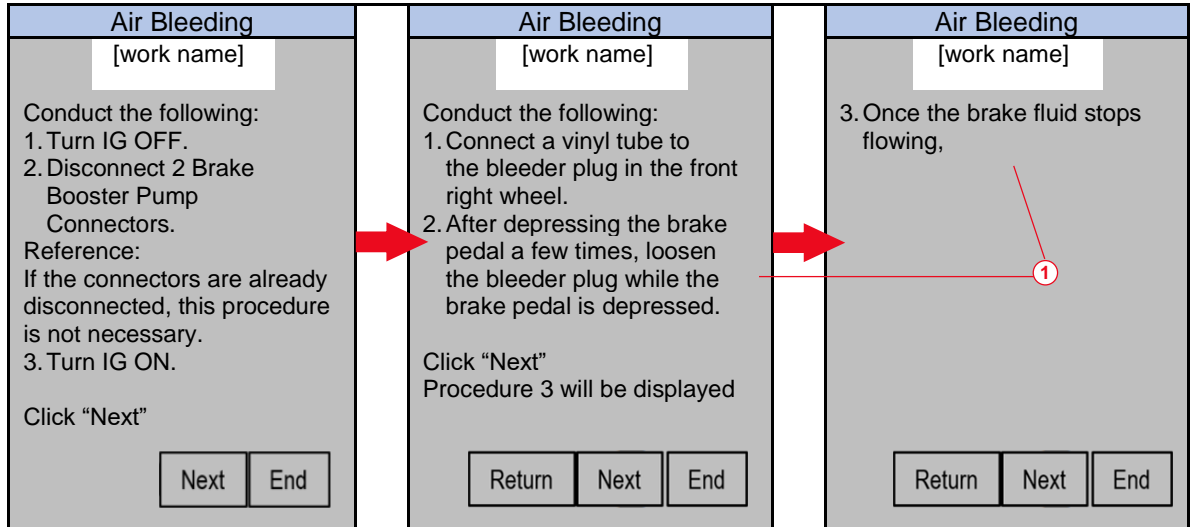 Air Bleeding
[work name]
Conduct the following:
1. Turn IG OFF.
2. Disconnect 2 Brake
Booster Pump
Connectors.
Reference:
If the connectors are already
disconnected, this procedure
is not necessary.
3. Turn IG ON.
Click “Next”
Next End
Air Bleeding
[work name]
Conduct the following:
1. Connect a vinyl tube to
the bleeder plug in the front
right wheel.
2. After depressing the brake
pedal a few times, loosen
the bleeder plug while the
brake pedal is depressed.
Click “Next”
Procedure 3 will be displayed
Return Next End
Air Bleeding
[work name]
3. Once the brake fluid stops
flowing,
1
Return Next End